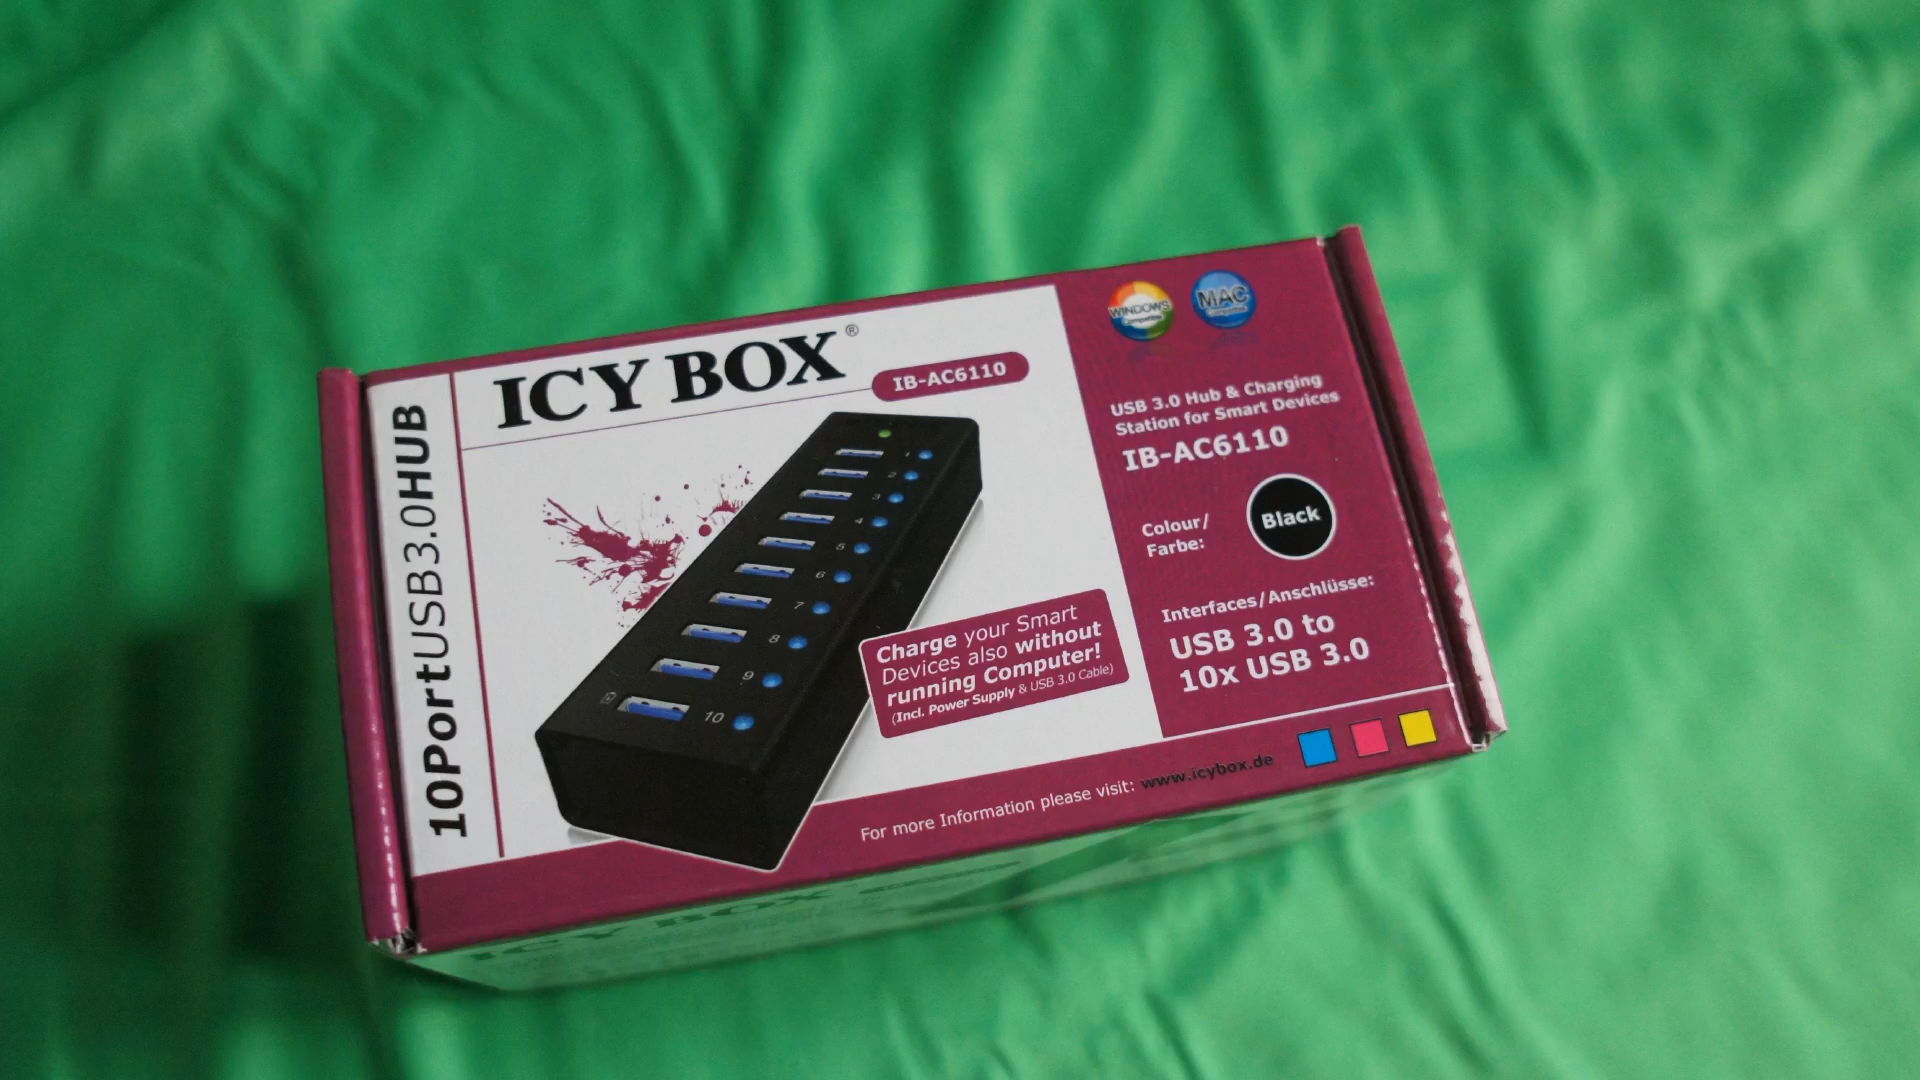 10PortUSB3.0HUB
ICY BOX®
IB-AC6110
1
2
3
4
5
6
7
8
9
10
Charge your Smart
Devices also without
running Computer!
(Incl. Power Supply & USB 3.0 Cable)
WINDOWS
Compatible
MAC
Compatible
USB 3.0 Hub & Charging
Station for Smart Devices
IB-AC6110
Colour/
Farbe:
Black
Interfaces/Anschlüsse:
USB 3.0 to
10x USB 3.0
For more Information please visit: www.icybox.de
ICY BOX